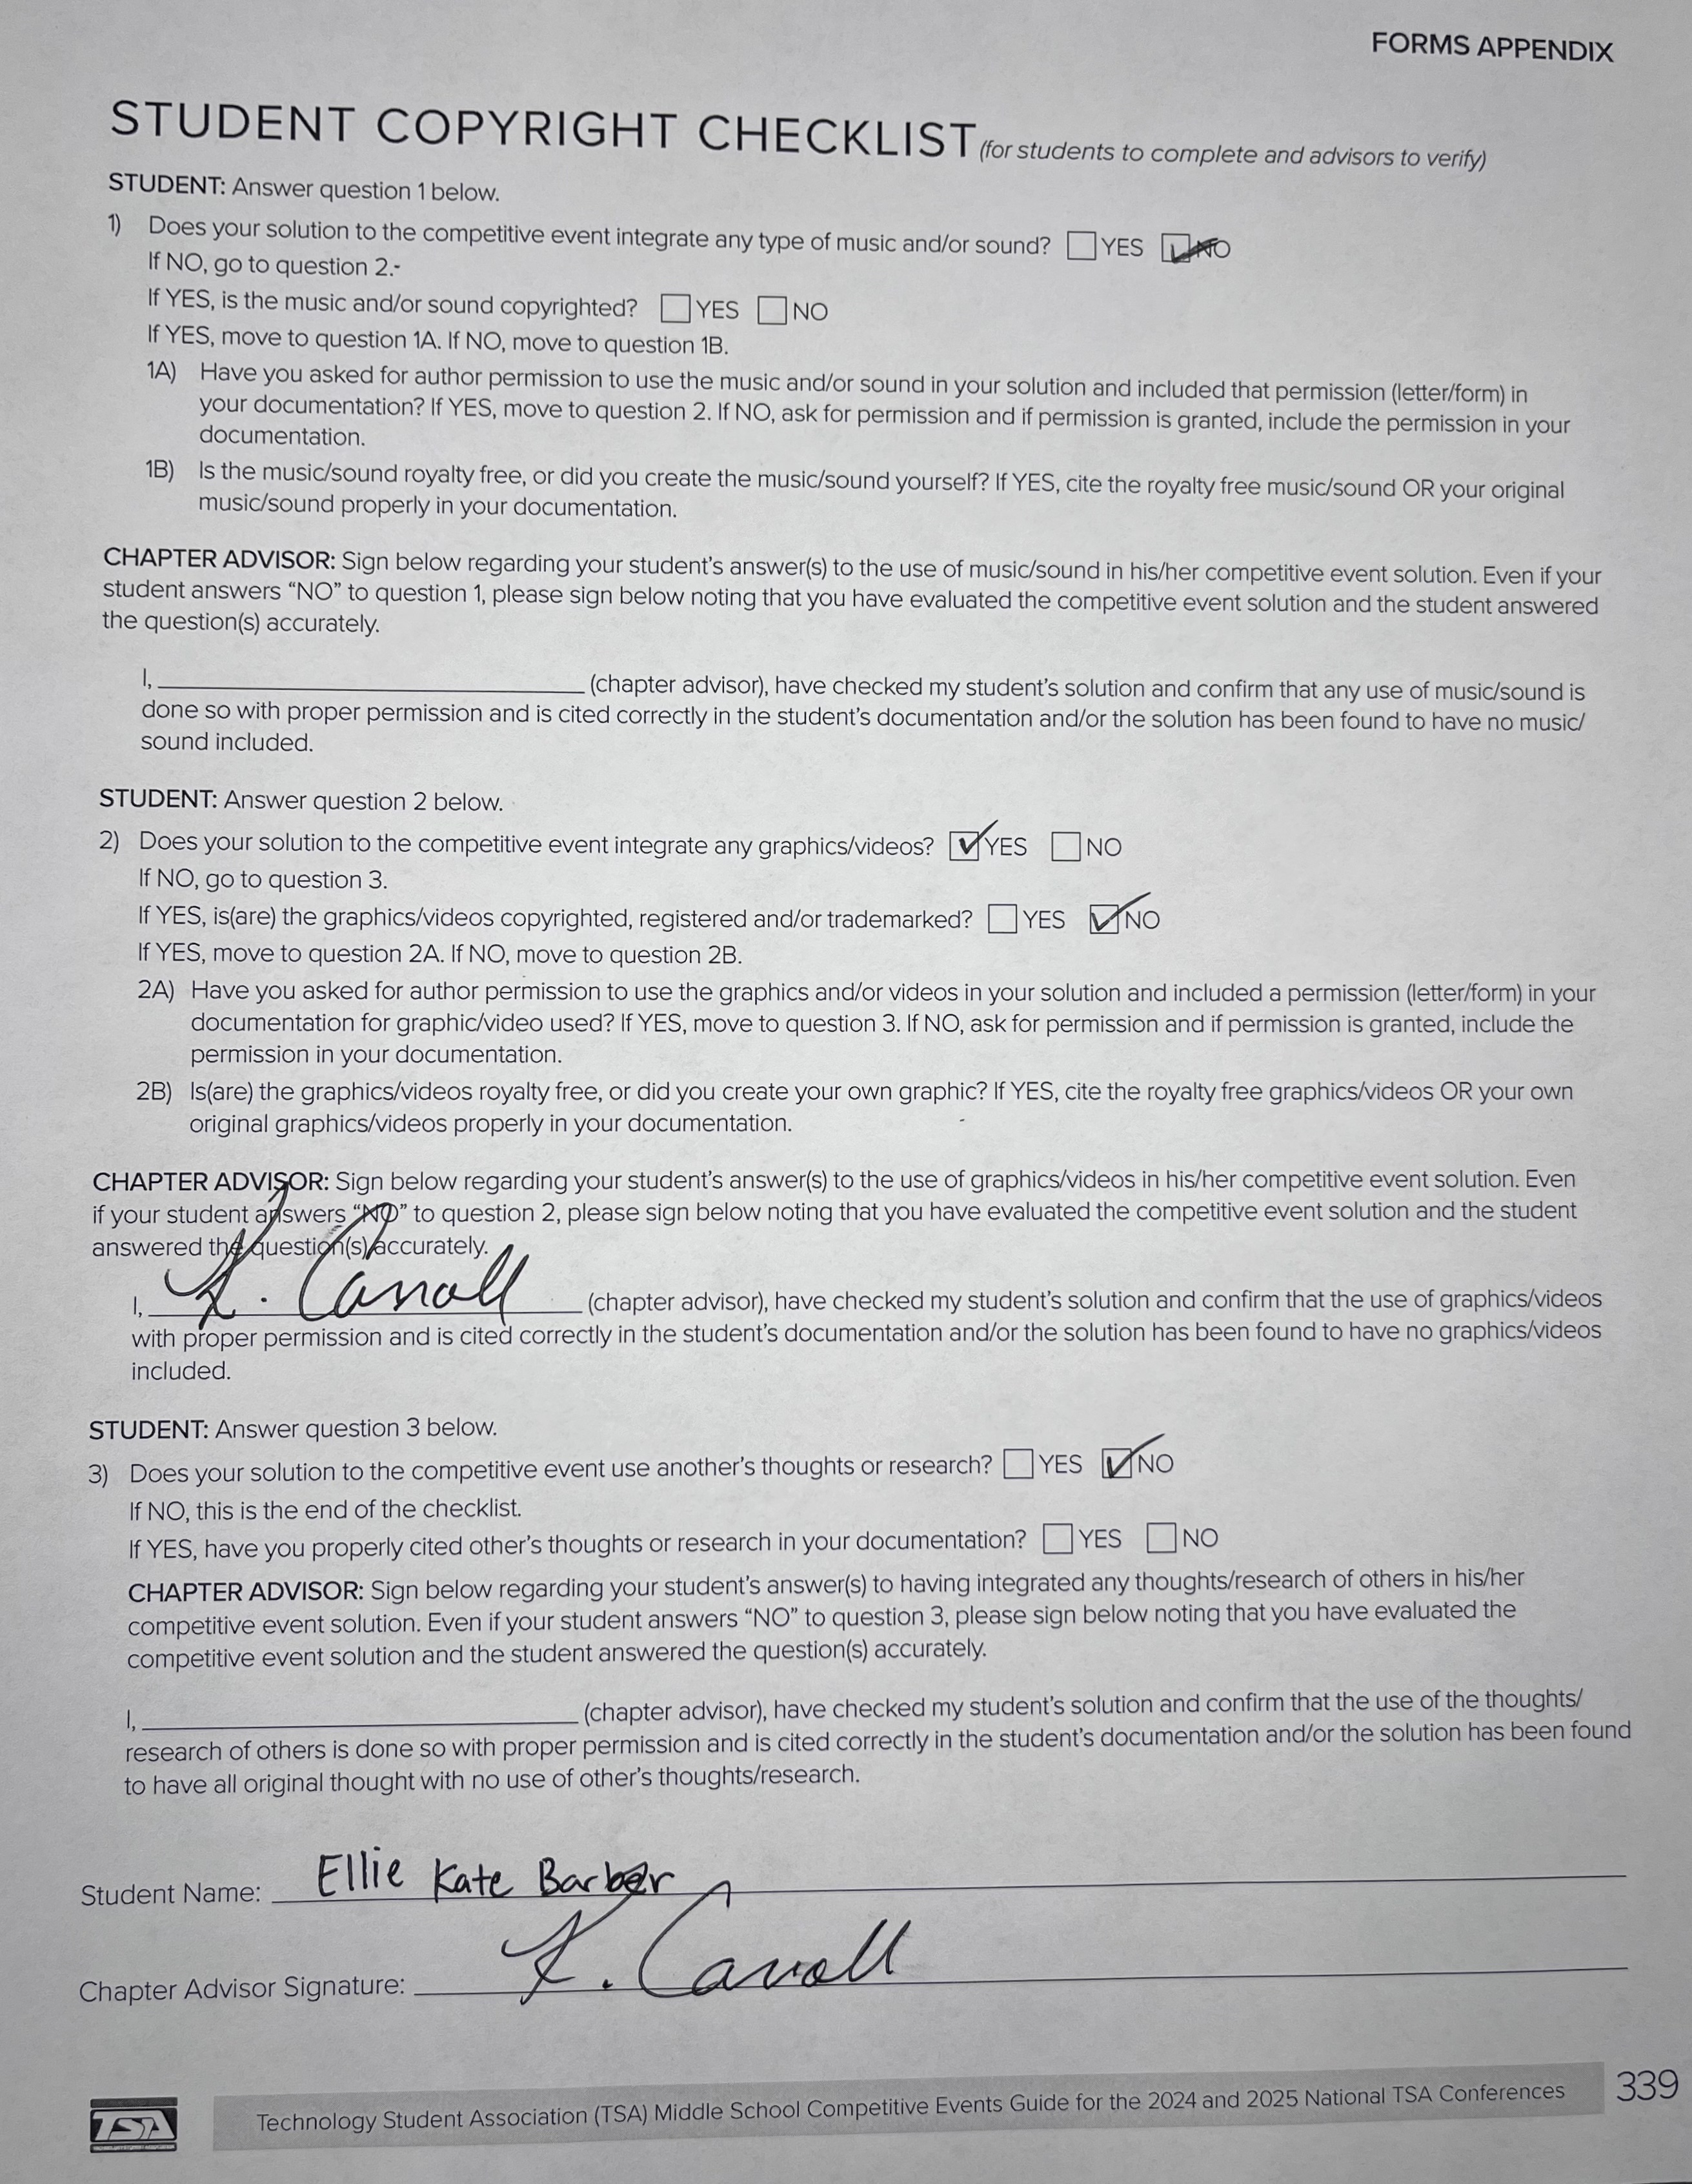 FORMS APPENDIX
STUDENT COPYRIGHT CHECKLIST (for students to complete and advisors to verify)
STUDENT: Answer question 1 below.
1) Does your solution to the competitive event integrate any type of music and/or sound? YES NO
If NO, go to question 2.-
If YES, is the music and/or sound copyrighted? YES NO
If YES, move to question 1A. If NO, move to question 1B.
1A) Have you asked for author permission to use the music and/or sound in your solution and included that permission (letter/form) in
your documentation? If YES, move to question 2. If NO, ask for permission and if permission is granted, include the permission in your
documentation.
1B) Is the music/sound royalty free, or did you create the music/sound yourself? If YES, cite the royalty free music/sound OR your original
music/sound properly in your documentation.
CHAPTER ADVISOR: Sign below regarding your student's answer(s) to the use of music/sound in his/her competitive event solution. Even if your
student answers “NO” to question 1, please sign below noting that you have evaluated the competitive event solution and the student answered
the question(s) accurately.
I, (chapter advisor), have checked my student's solution and confirm that any use of music/sound is
done so with proper permission and is cited correctly in the student's documentation and/or the solution has been found to have no music/
sound included.
STUDENT: Answer question 2 below.
2) Does your solution to the competitive event integrate any graphics/videos? YES NO
If NO, go to question 3.
If YES, is(are) the graphics/videos copyrighted, registered and/or trademarked? YES NO
If YES, move to question 2A. If NO, move to question 2B.
2A) Have you asked for author permission to use the graphics and/or videos in your solution and included a permission (letter/form) in your
documentation for graphic/video used? If YES, move to question 3. If NO, ask for permission and if permission is granted, include the
permission in your documentation.
2B) Is(are) the graphics/videos royalty free, or did you create your own graphic? If YES, cite the royalty free graphics/videos OR your own
original graphics/videos properly in your documentation.
CHAPTER ADVISOR: Sign below regarding your student's answer(s) to the use of graphics/videos in his/her competitive event solution. Even
if your student answers “NO” to question 2, please sign below noting that you have evaluated the competitive event solution and the student
answered the question(s) accurately.
I, K. Carroll (chapter advisor), have checked my student's solution and confirm that the use of graphics/videos
with proper permission and is cited correctly in the student's documentation and/or the solution has been found to have no graphics/videos
included.
STUDENT: Answer question 3 below.
3) Does your solution to the competitive event use another's thoughts or research? YES NO
If NO, this is the end of the checklist.
If YES, have you properly cited other's thoughts or research in your documentation? YES NO
CHAPTER ADVISOR: Sign below regarding your student's answer(s) to having integrated any thoughts/research of others in his/her
competitive event solution. Even if your student answers “NO” to question 3, please sign below noting that you have evaluated the
competitive event solution and the student answered the question(s) accurately.
I, (chapter advisor), have checked my student's solution and confirm that the use of the thoughts/
research of others is done so with proper permission and is cited correctly in the student's documentation and/or the solution has been found
to have all original thought with no use of other's thoughts/research.
Student Name: Ellie Kate Barber
Chapter Advisor Signature: K. Carroll
TSA Technology Student Association (TSA) Middle School Competitive Events Guide for the 2024 and 2025 National TSA Conferences 339